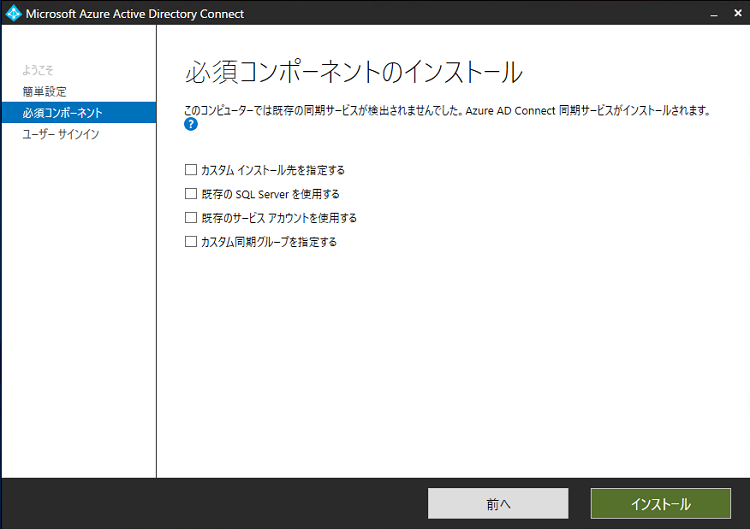 Microsoft Azure Active Directory Connect
ようこそ
簡単設定
必須コンポーネント
ユーザー サインイン
必須コンポーネントのインストール
このコンピューターでは既存の同期サービスが検出されませんでした。Azure AD Connect 同期サービスがインストールされます。
?
カスタム インストール先を指定する
既存の SQL Server を使用する
既存のサービス アカウントを使用する
カスタム同期グループを指定する
前へ
インストール